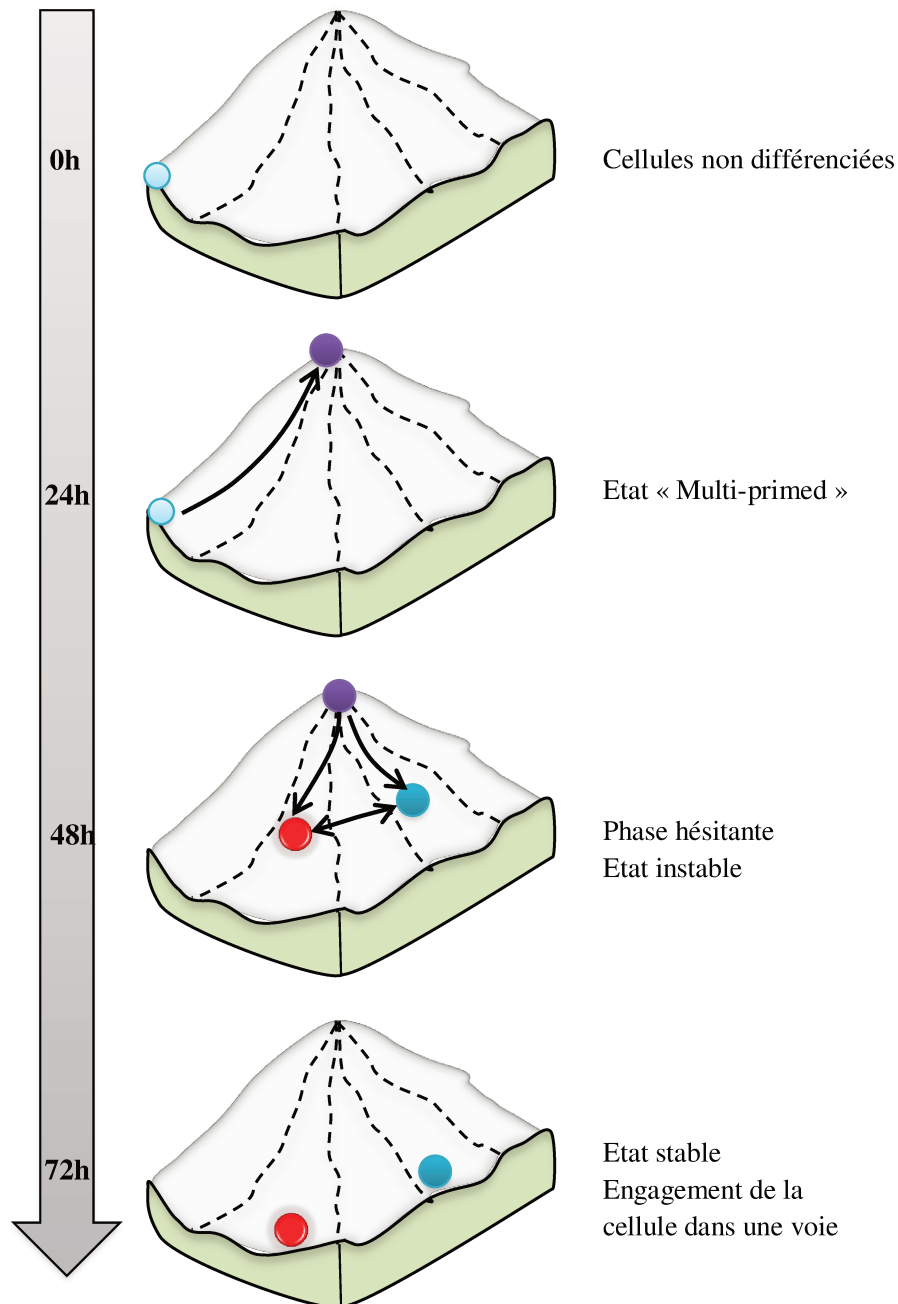 0h
Cellules non différenciées
24h
Etat « Multi-primed »
48h
Phase hésitante
Etat instable
72h
Etat stable
Engagement de la
cellule dans une voie